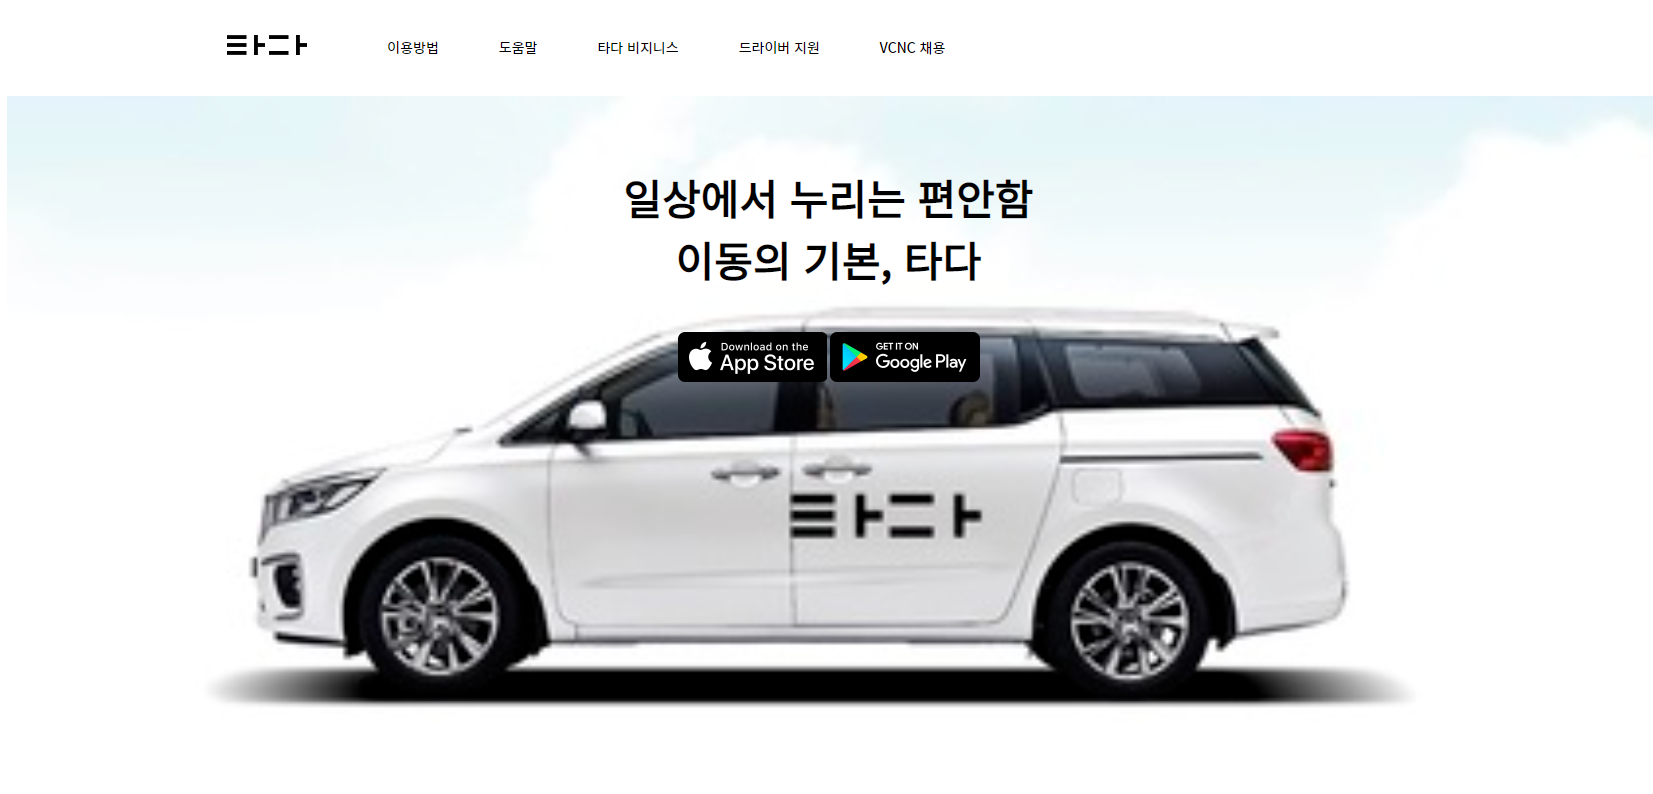 타다
이용방법
도움말
타다 비지니스
드라이버 지원
VCNC 채용
일상에서 누리는 편안함
이동의 기본, 타다
Download on the
App Store
GET IT ON
Google Play
타다